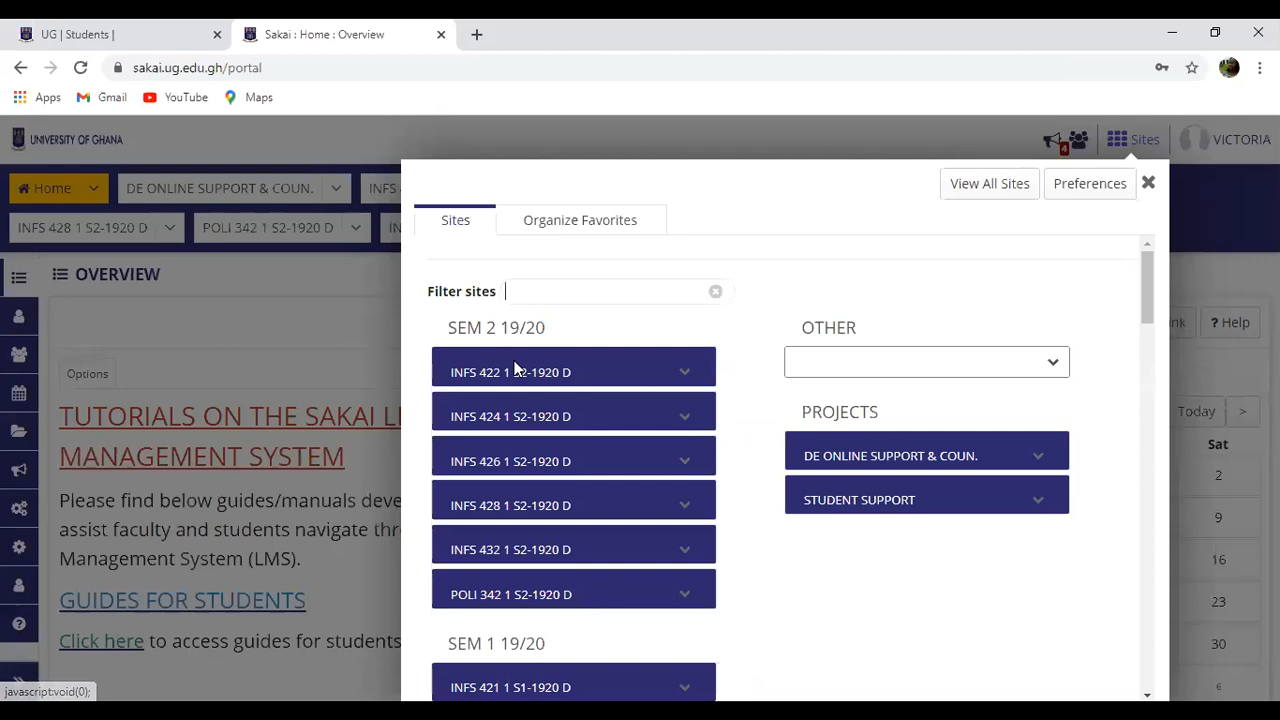 UG | Students |
Sakai : Home : Overview
sakai.ug.edu.gh/portal
Apps Gmail YouTube Maps
UNIVERSITY OF GHANA
4
Sites
VICTORIA
Home
DE ONLINE SUPPORT & COUN.
INFS 4
View All Sites
Preferences
INFS 428 1 S2-1920 D
POLI 342 1 S2-1920 D
IN
Sites
Organize Favorites
OVERVIEW
Filter sites
SEM 2 19/20
OTHER
ink
? Help
INFS 422 1 S2-1920 D
Options
INFS 424 1 S2-1920 D
PROJECTS
TUTORIALS ON THE SAKAI LE
MANAGEMENT SYSTEM
Today
>
Sat
INFS 426 1 S2-1920 D
DE ONLINE SUPPORT & COUN.
2
Please find below guides/manuals deve
INFS 428 1 S2-1920 D
STUDENT SUPPORT
9
assist faculty and students navigate thr
INFS 432 1 S2-1920 D
Management System (LMS).
16
GUIDES FOR STUDENTS
POLI 342 1 S2-1920 D
23
Click here to access guides for students
SEM 1 19/20
30
INFS 421 1 S1-1920 D
6
javascript:void(0);